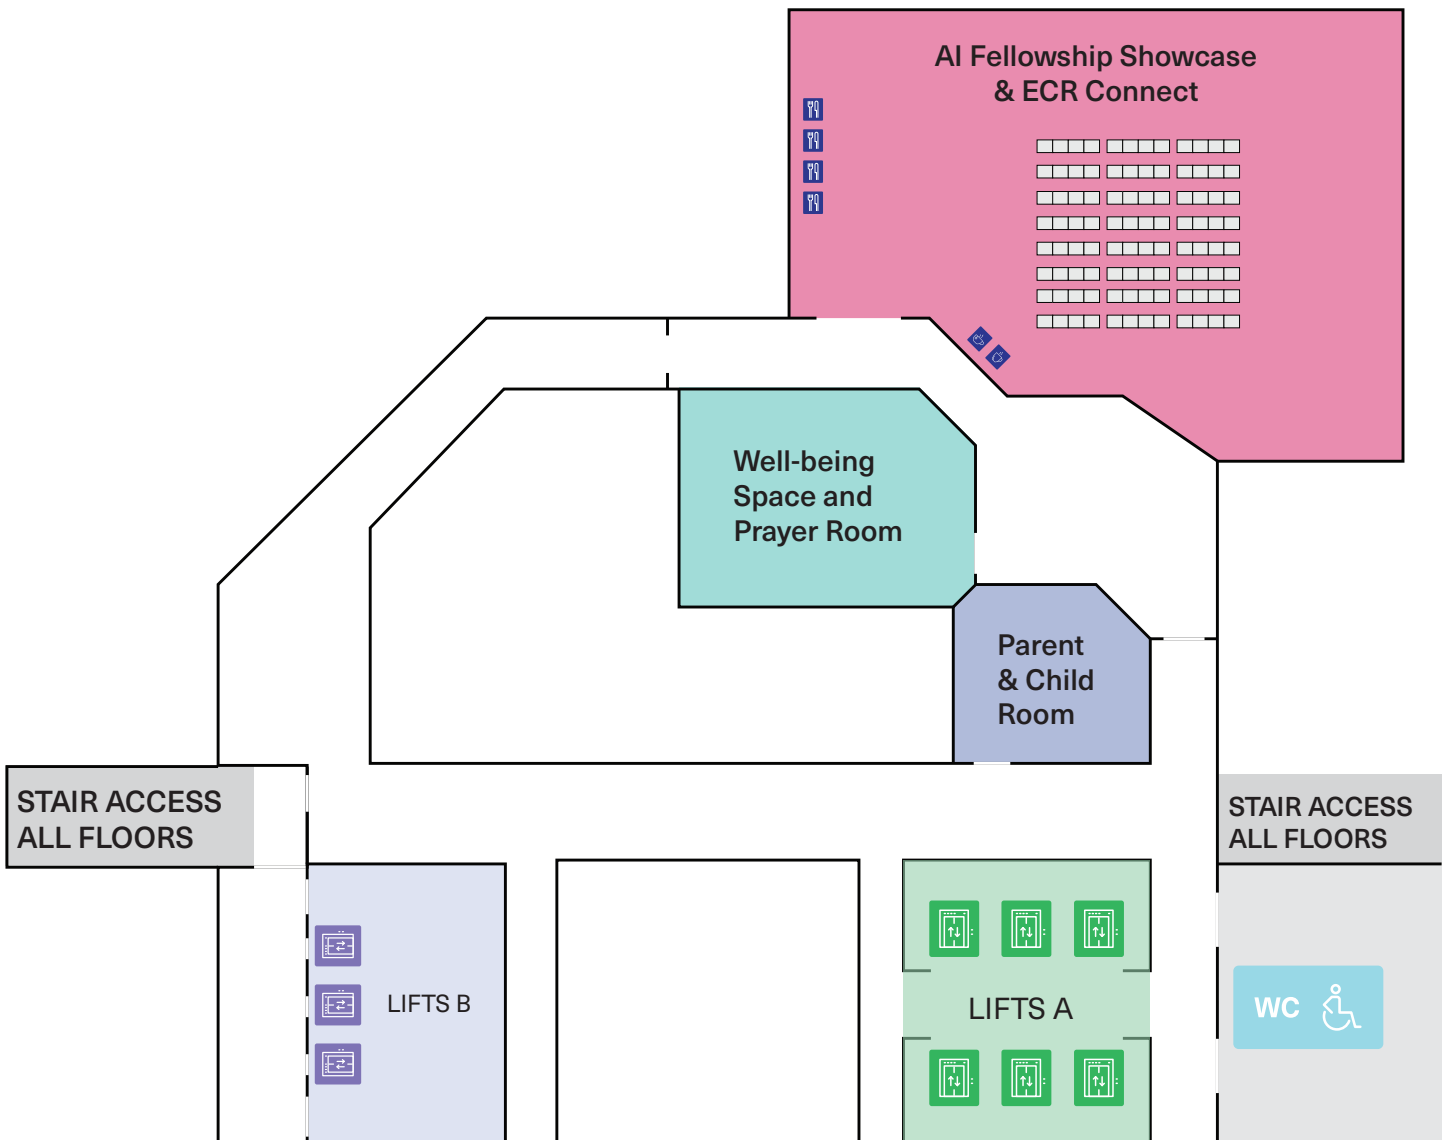 AI Fellowship Showcase
& ECR Connect
Well-being
Space and
Prayer Room
Parent
& Child
Room
STAIR ACCESS
ALL FLOORS
STAIR ACCESS
ALL FLOORS
LIFTS B
LIFTS A
WC